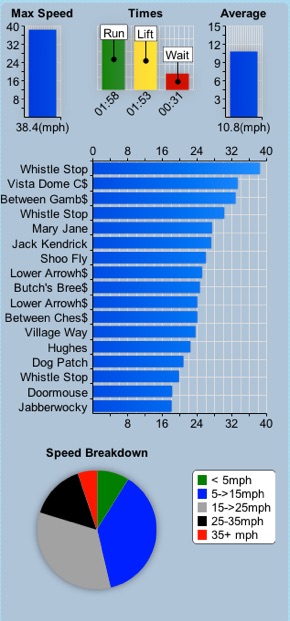 Max Speed
Times
Average
40
32
24
16
8
38.4(mph)
Run
Lift
Wait
01:58
01:53
00:31
15
12
9
6
3
10.8(mph)
0 8 16 24 32 40
Whistle Stop
Vista Dome C$
Between Gamb$
Whistle Stop
Mary Jane
Jack Kendrick
Shoo Fly
Lower Arrowh$
Butch's Bree$
Lower Arrowh$
Between Ches$
Village Way
Hughes
Dog Patch
Whistle Stop
Doormouse
Jabberwocky
0 8 16 24 32 40
Speed Breakdown
< 5mph
5->15mph
15->25mph
25-35mph
35+ mph